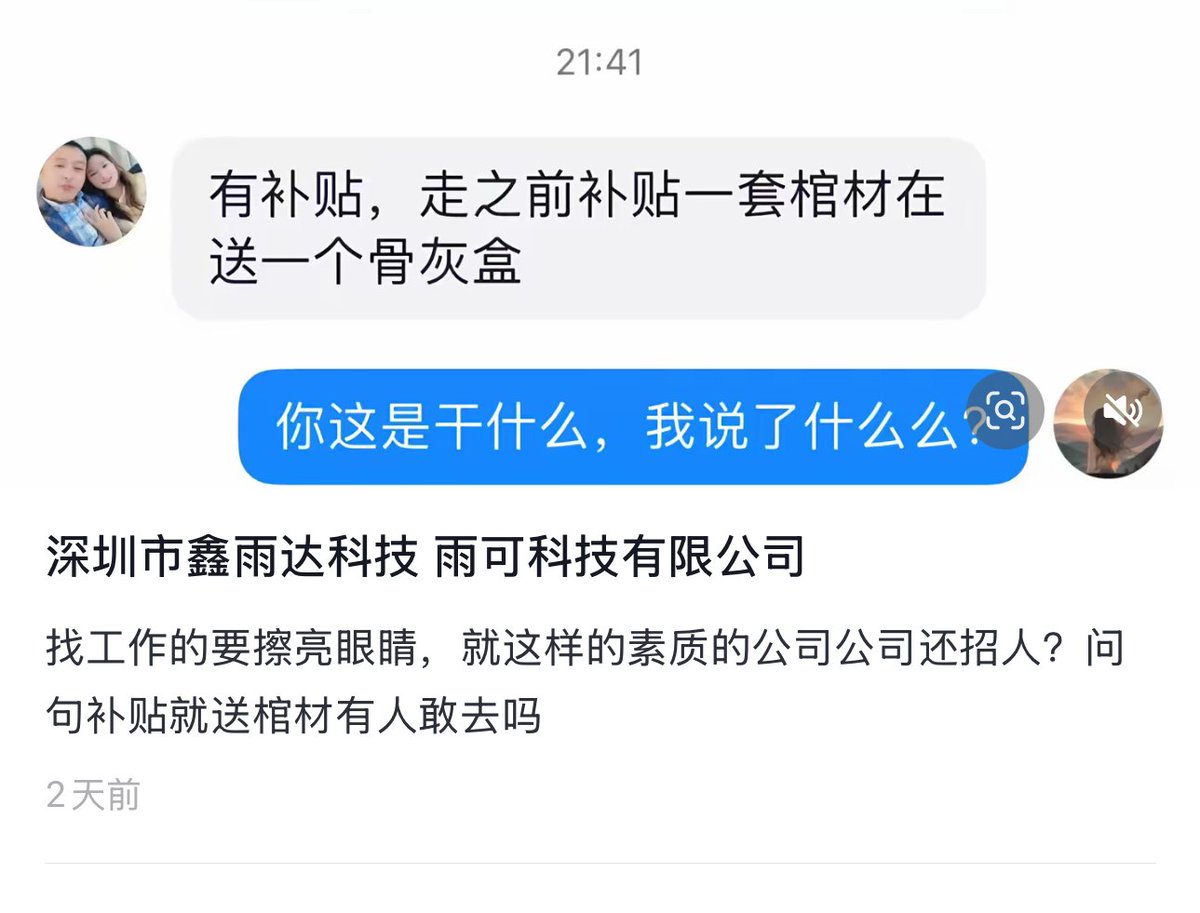 21:41
有补贴，走之前补贴一套棺材在
送一个骨灰盒
你这是干什么，我说了什么么？
深圳市鑫雨达科技 雨可科技有限公司
找工作的要擦亮眼睛，就这样的素质的公司公司还招人？问
句补贴就送棺材有人敢去吗
2天前